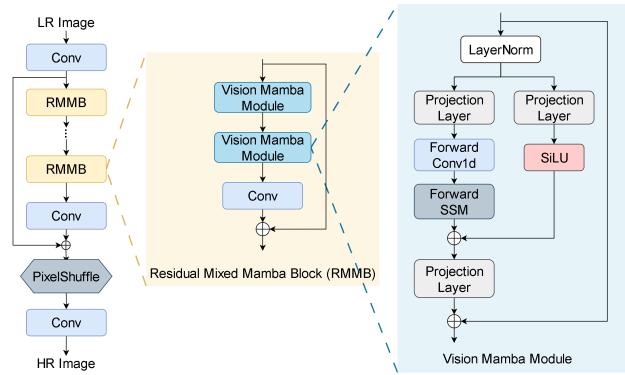 LR Image
Conv
RMMB
RMMB
Conv
PixelShuffle
Conv
HR Image
Vision Mamba
Module
Vision Mamba
Module
Conv
Residual Mixed Mamba Block (RMMB)
LayerNorm
Projection
Layer
Projection
Layer
Forward
Conv1d
SiLU
Forward
SSM
Projection
Layer
Vision Mamba Module